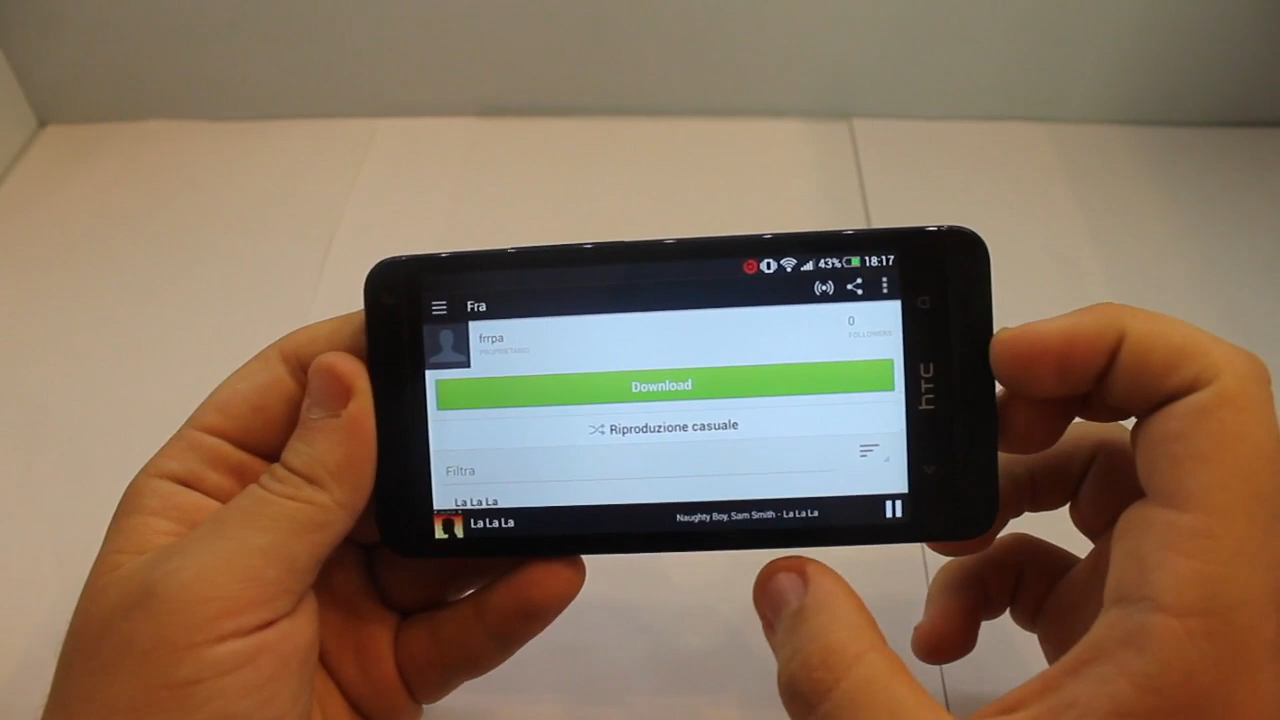 43% 18:17
Fra
frrpa
0
PROPRIETARIO
FOLLOWERS
Download
Riproduzione casuale
Filtra
La La La
La La La
Naughty Boy, Sam Smith - La La La
hTC